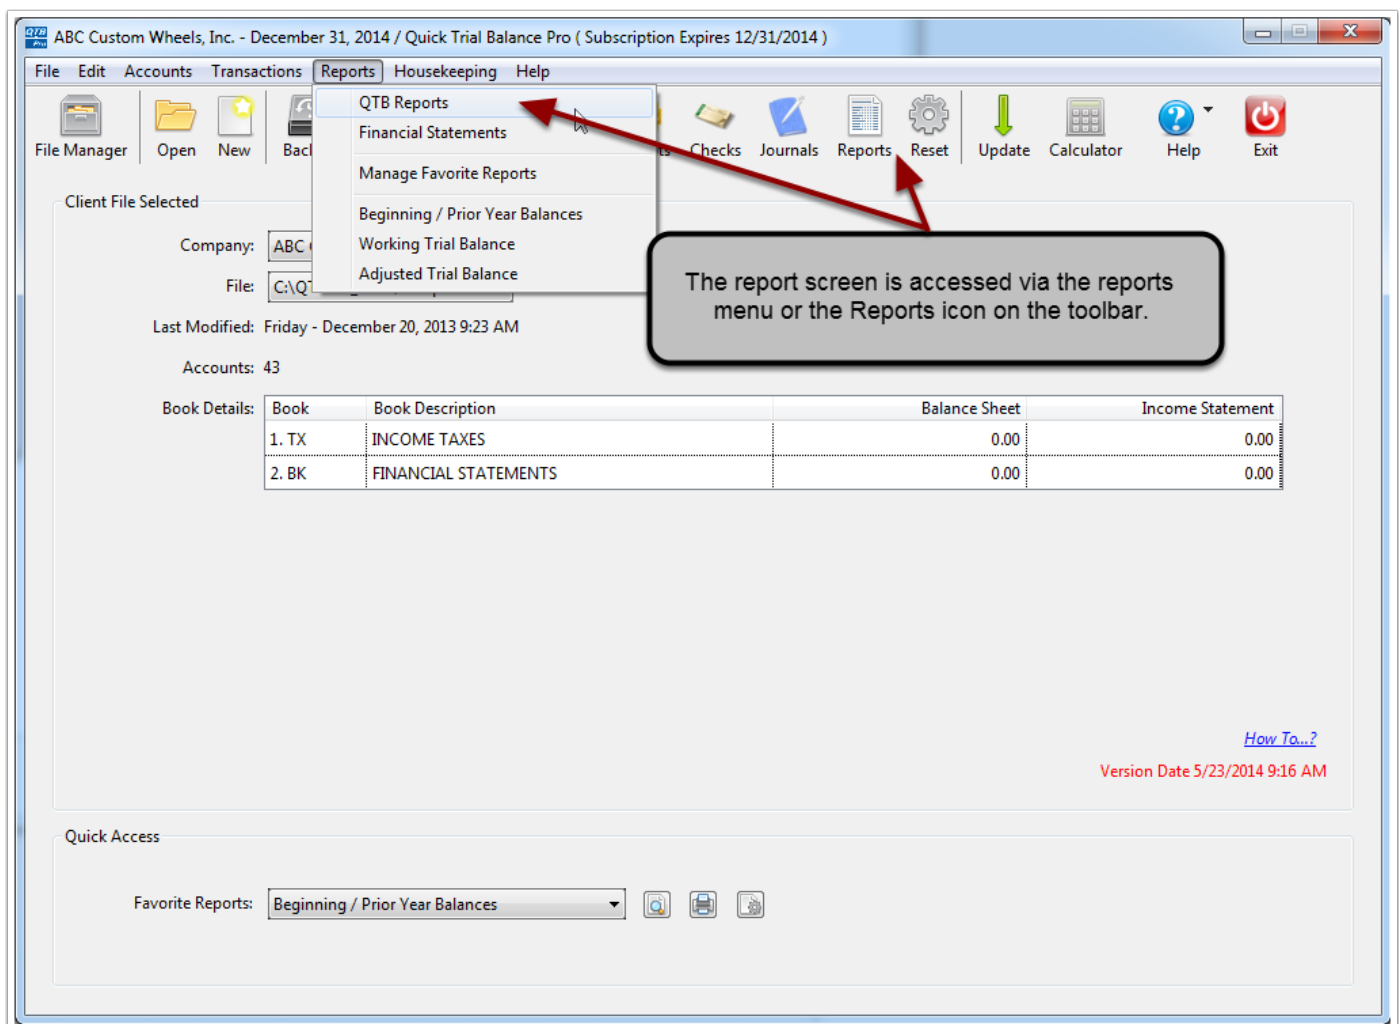 QTB Pro
ABC Custom Wheels, Inc. - December 31, 2014 / Quick Trial Balance Pro ( Subscription Expires 12/31/2014 )
File Edit Accounts Transactions Reports Housekeeping Help
File Manager Open New Checks Journals Reports Reset Update Calculator Help Exit
QTB Reports
Financial Statements
Manage Favorite Reports
Beginning / Prior Year Balances
Working Trial Balance
Adjusted Trial Balance
The report screen is accessed via the reports
menu or the Reports icon on the toolbar.
Client File Selected
Company: ABC
File:
Last Modified: Friday - December 20, 2013 9:23 AM
Accounts: 43
Book Details: Book Book Description Balance Sheet Income Statement
1. TX INCOME TAXES 0.00 0.00
2. BK FINANCIAL STATEMENTS 0.00 0.00
How To...?
Version Date 5/23/2014 9:16 AM
Quick Access
Favorite Reports: Beginning / Prior Year Balances